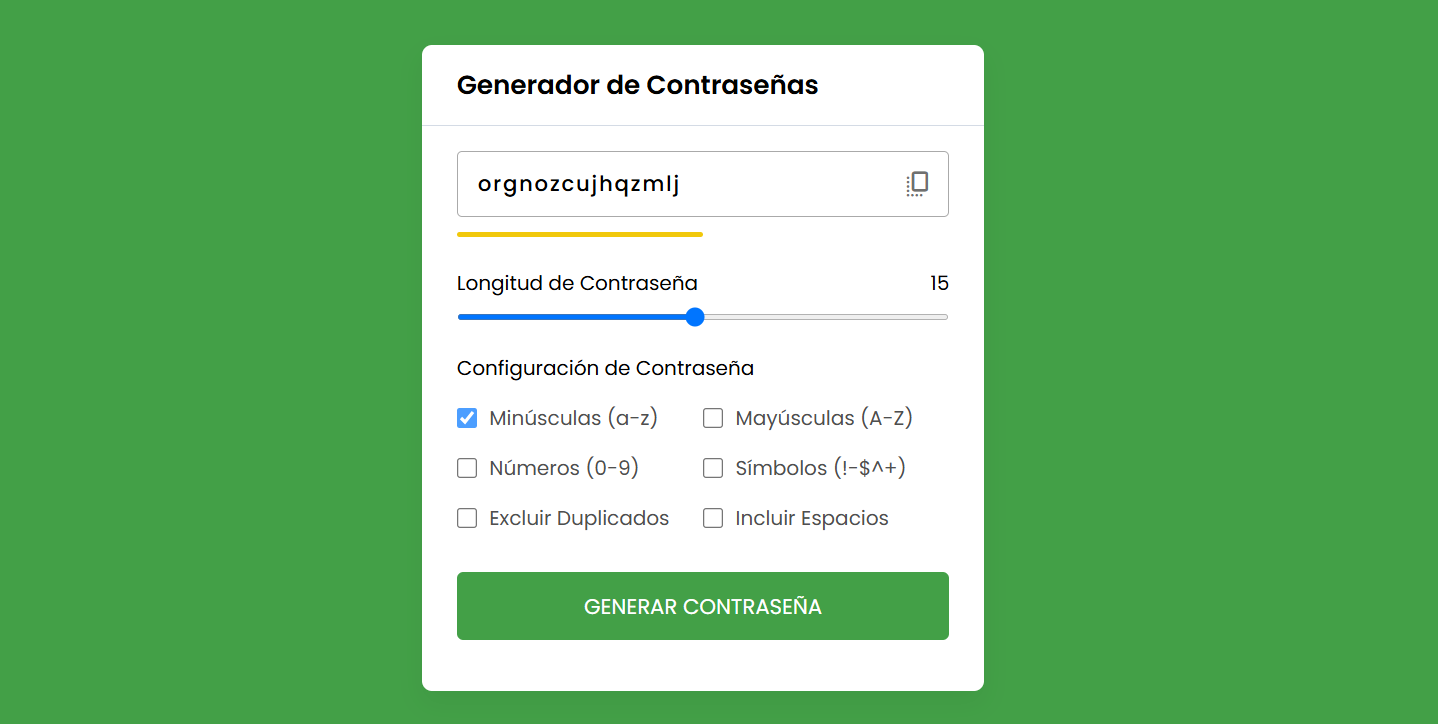 Generador de Contraseñas
orgnozcujhqzmlj
Longitud de Contraseña 15
Configuración de Contraseña
Minúsculas (a-z) Mayúsculas (A-Z)
Números (0-9) Símbolos (!-$^+)
Excluir Duplicados Incluir Espacios
GENERAR CONTRASEÑA